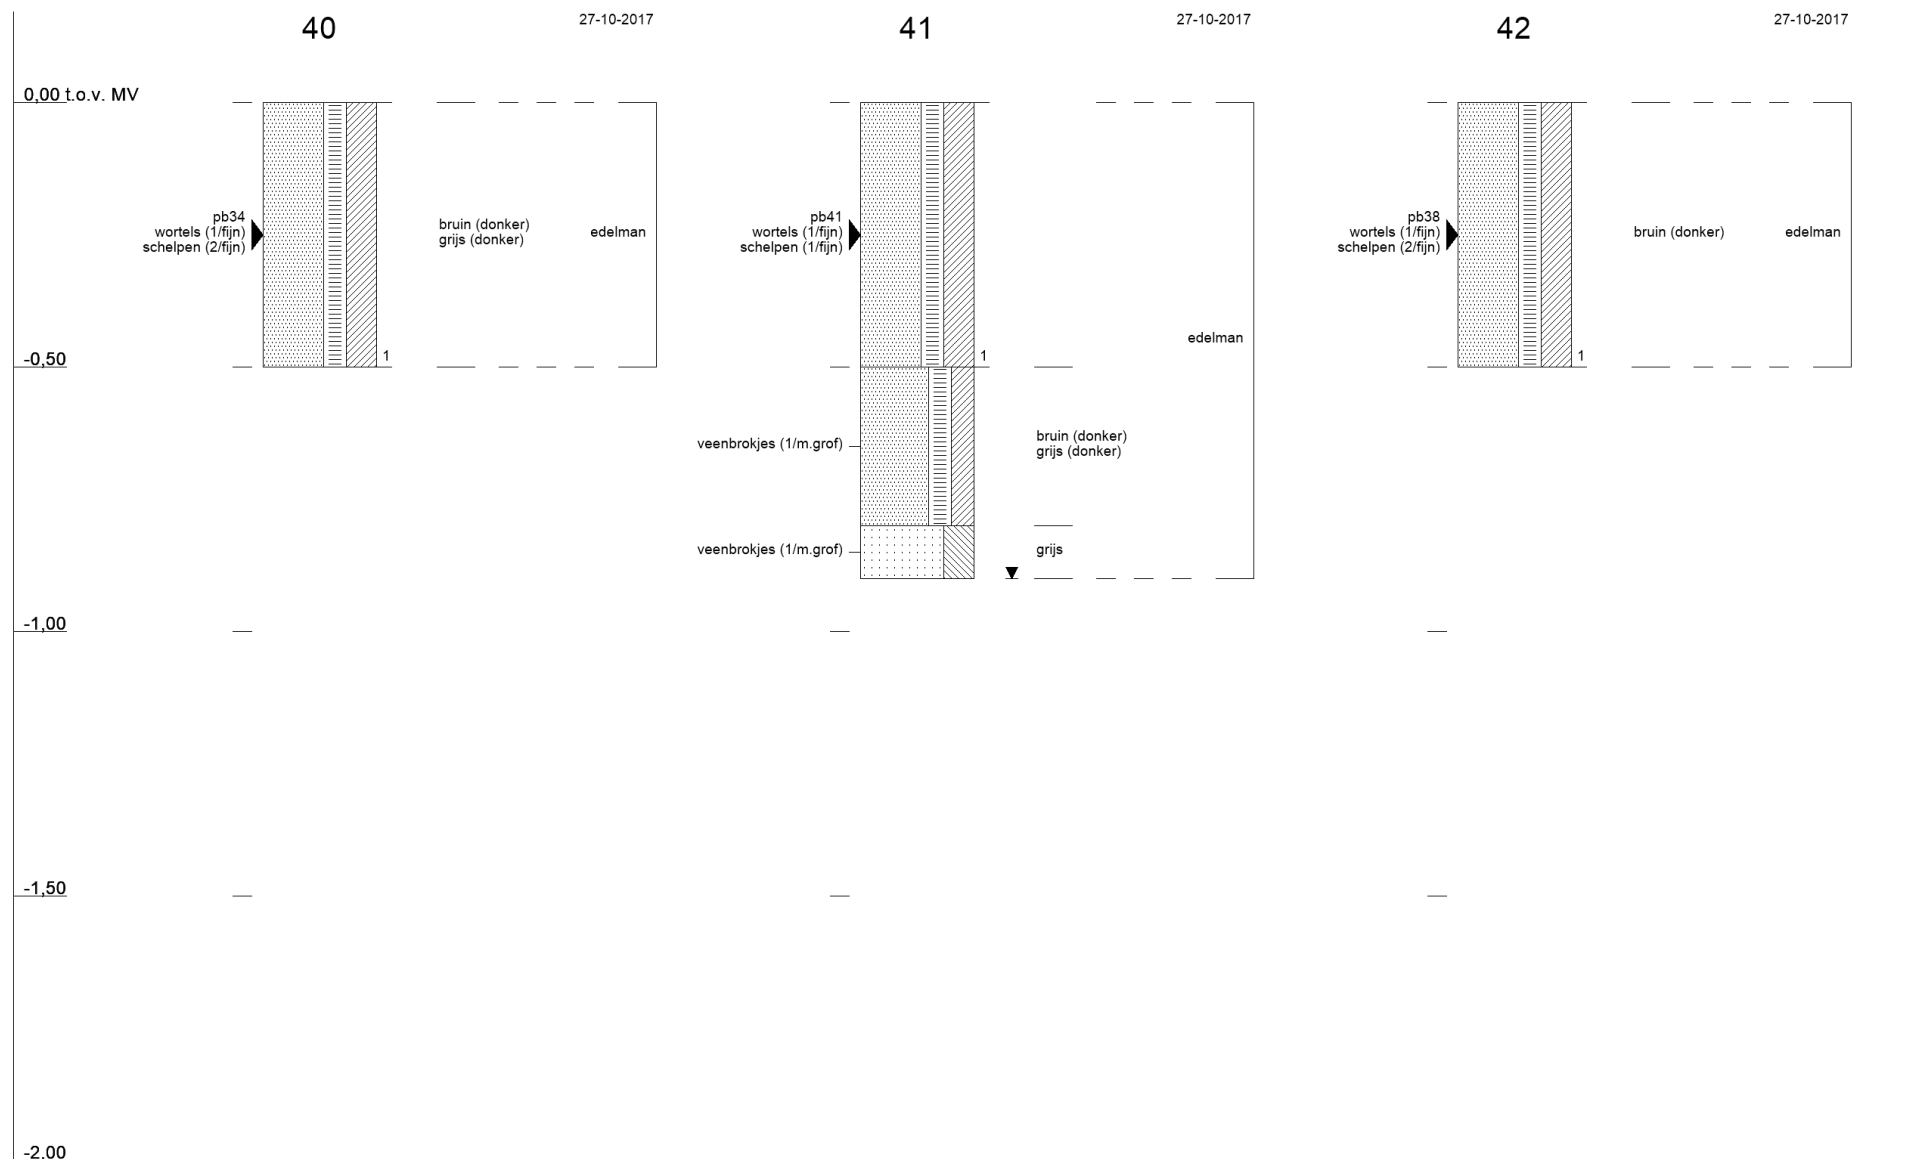 40
27-10-2017
41
27-10-2017
42
27-10-2017
0,00 t.o.v. MV
pb34
wortels (1/fijn)
schelpen (2/fijn)
bruin (donker)
grijs (donker)
edelman
1
pb41
wortels (1/fijn)
schelpen (1/fijn)
edelman
1
pb38
wortels (1/fijn)
schelpen (2/fijn)
bruin (donker)
edelman
1
-0,50
veenbrokjes (1/m.grof)
bruin (donker)
grijs (donker)
veenbrokjes (1/m.grof)
grijs
-1,00
-1,50
-2.00